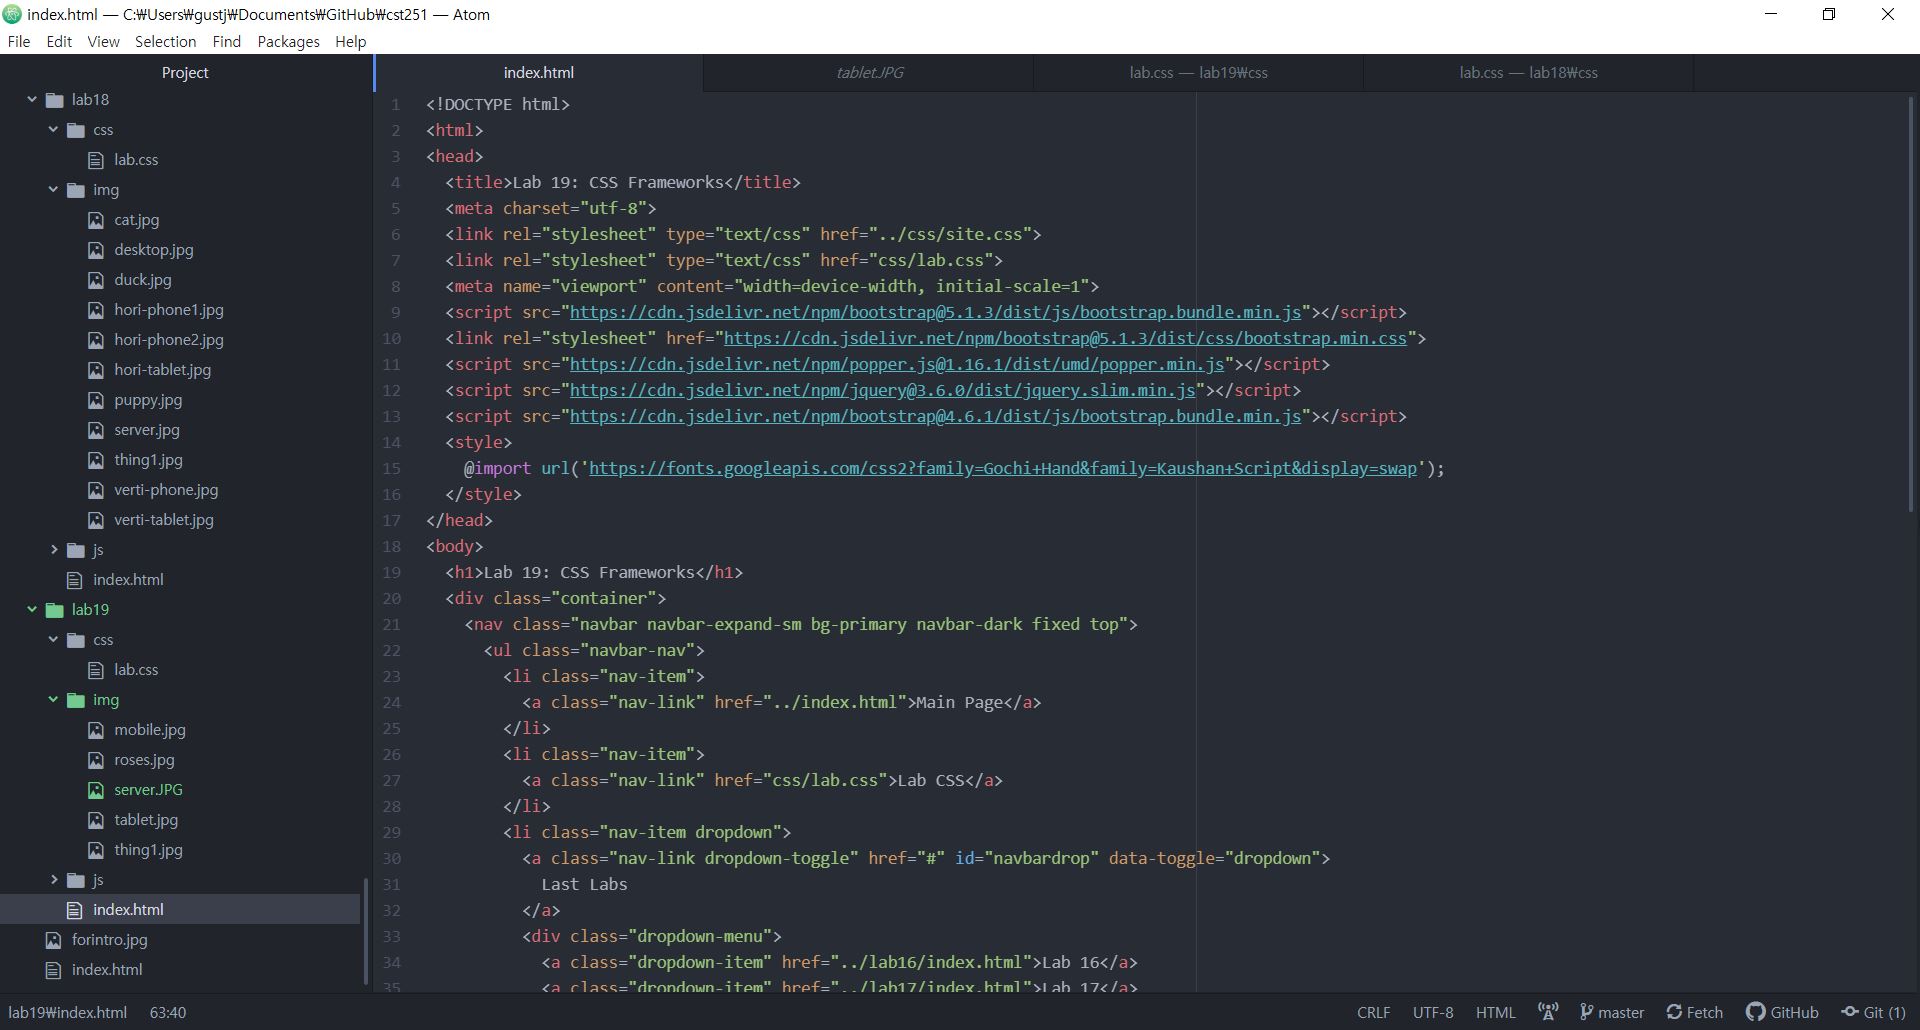 index.html — C:₩Users₩gustj₩Documents₩GitHub₩cst251 — Atom
File Edit View Selection Find Packages Help
Project
lab18
css
lab.css
img
cat.jpg
desktop.jpg
duck.jpg
hori-phone1.jpg
hori-phone2.jpg
hori-tablet.jpg
puppy.jpg
server.jpg
thing1.jpg
verti-phone.jpg
verti-tablet.jpg
js
index.html
lab19
css
lab.css
img
mobile.jpg
roses.jpg
server.JPG
tablet.jpg
thing1.jpg
js
index.html
forintro.jpg
index.html
index.html tablet.JPG lab.css — lab19₩css lab.css — lab18₩css
1 <!DOCTYPE html>
2 <html>
3 <head>
4 <title>Lab 19: CSS Frameworks</title>
5 <meta charset="utf-8">
6 <link rel="stylesheet" type="text/css" href="../css/site.css">
7 <link rel="stylesheet" type="text/css" href="css/lab.css">
8 <meta name="viewport" content="width=device-width, initial-scale=1">
9 <script src="https://cdn.jsdelivr.net/npm/bootstrap@5.1.3/dist/js/bootstrap.bundle.min.js"></script>
10 <link rel="stylesheet" href="https://cdn.jsdelivr.net/npm/bootstrap@5.1.3/dist/css/bootstrap.min.css">
11 <script src="https://cdn.jsdelivr.net/npm/popper.js@1.16.1/dist/umd/popper.min.js"></script>
12 <script src="https://cdn.jsdelivr.net/npm/jquery@3.6.0/dist/jquery.slim.min.js"></script>
13 <script src="https://cdn.jsdelivr.net/npm/bootstrap@4.6.1/dist/js/bootstrap.bundle.min.js"></script>
14 <style>
15 @import url('https://fonts.googleapis.com/css2?family=Gochi+Hand&family=Kaushan+Script&display=swap');
16 </style>
17 </head>
18 <body>
19 <h1>Lab 19: CSS Frameworks</h1>
20 <div class="container">
21 <nav class="navbar navbar-expand-sm bg-primary navbar-dark fixed top">
22 <ul class="navbar-nav">
23 <li class="nav-item">
24 <a class="nav-link" href="../index.html">Main Page</a>
25 </li>
26 <li class="nav-item">
27 <a class="nav-link" href="css/lab.css">Lab CSS</a>
28 </li>
29 <li class="nav-item dropdown">
30 <a class="nav-link dropdown-toggle" href="#" id="navbardrop" data-toggle="dropdown">
31 Last Labs
32 </a>
33 <div class="dropdown-menu">
34 <a class="dropdown-item" href="../lab16/index.html">Lab 16</a>
35 <a class="dropdown-item" href="../lab17/index.html">Lab 17</a>
lab19₩index.html 63:40 CRLF UTF-8 HTML master Fetch GitHub Git (1)